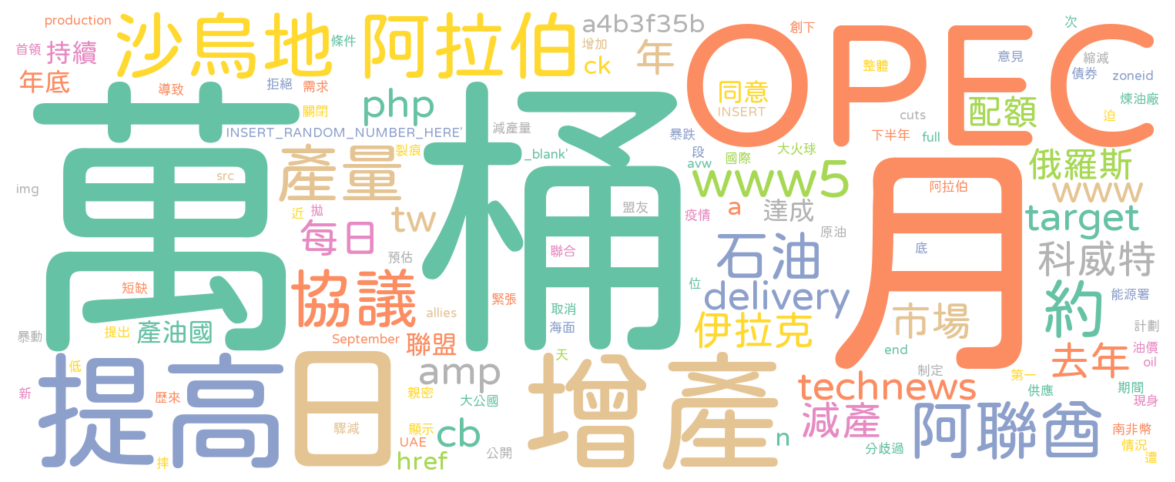 production
沙烏地
阿拉伯
a4b3f35b
創下
次
首領
持續
條件
增加
ck
年
OPEC
整體
意見
縮減
債券
zoneid
年底
導致
拒絕
需求
同意
INSERT
配額
煉油廠
關閉
php
減產量
cuts
迫
INSERT_RANDOM_NUMBER_HERE'
暴跌
下半年
full
萬
桶
月
產量
裂痕
_blank'
段
國際
大火球
avw
俄羅斯
img
src
www5
阿拉伯
www
近
拋
tw
盟友
疫情
a
達成
target
每日
原油
預估
聯合
石油
底
科威特
短缺
協議
緊張
位
delivery
能源署
約
取消
暴動
提出
產油國
allies
海面
伊拉克
市場
計劃
September
聯盟
天
end
油價
oil
去年
低
提高
日
增產
amp
制定
第一
新
歷來
親密
大公國
technews
供應
期間
現身
驟減
顯示
減產
阿聯酋
南非幣
UAE
cb
n
分歧過
情況
摔
href
公開
遭